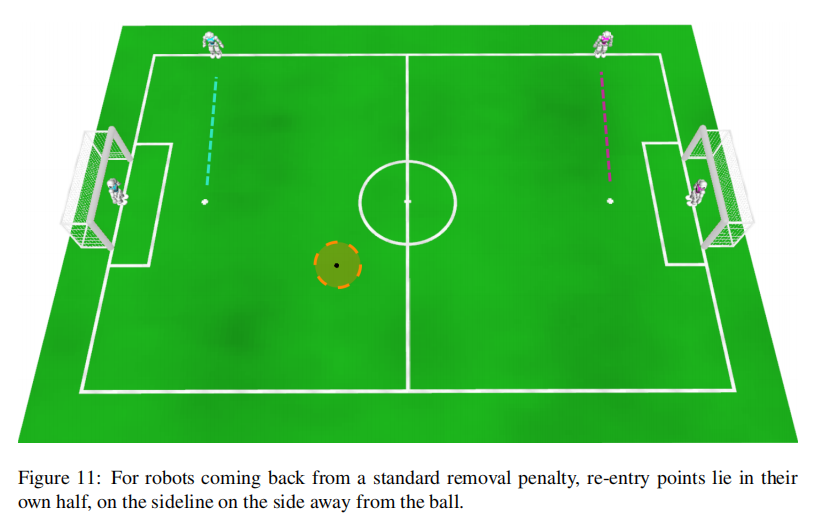 Figure 11: For robots coming back from a standard removal penalty, re-entry points lie in their
own half, on the sideline on the side away from the ball.